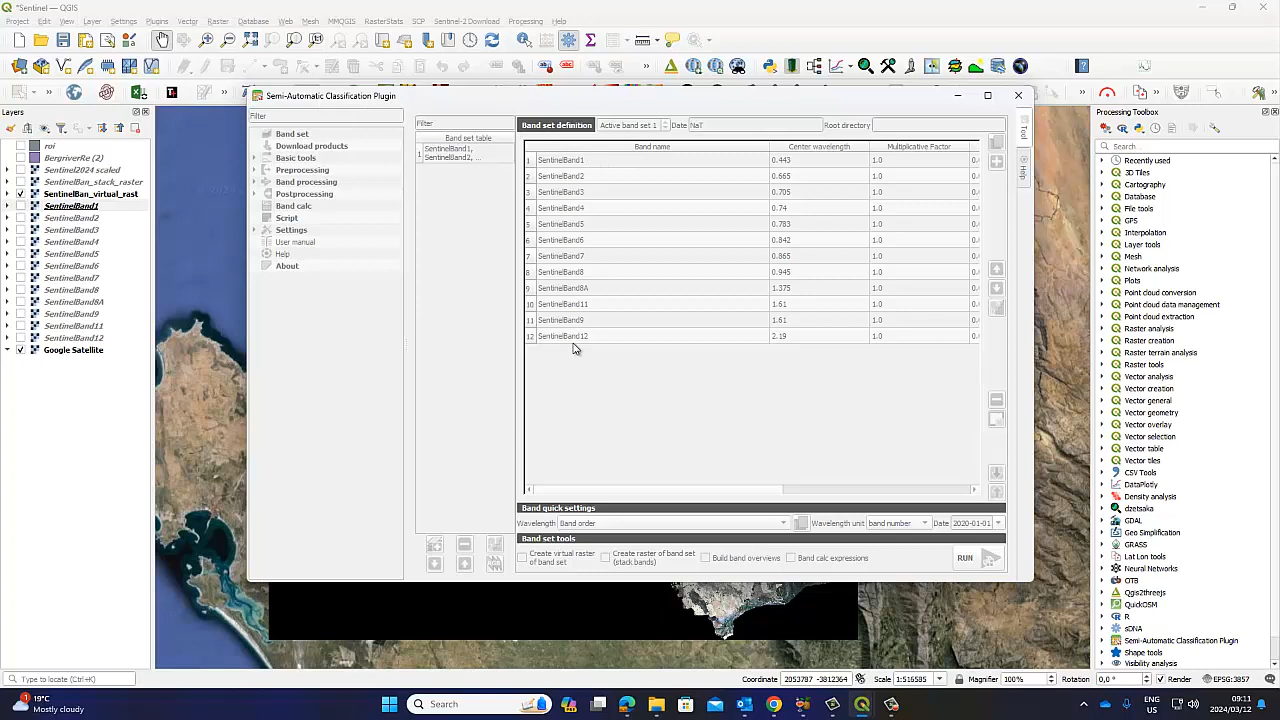 *Sentinel — QGIS
Project Edit View Layer Settings Plugins Vector Raster Database Web Mesh MMQGIS RasterStats SCP Sentinel-2 Download Processing Help
Layers
roi
BergriverRe (2)
Sentinel2024 scaled
SentinelBan_stack_raster
SentinelBan_virtual_rast
SentinelBand1
SentinelBand2
SentinelBand3
SentinelBand4
SentinelBand5
SentinelBand6
SentinelBand7
SentinelBand8
SentinelBand8A
SentinelBand9
SentinelBand11
SentinelBand12
Google Satellite
Semi-Automatic Classification Plugin
Filter
Band set
Download products
Basic tools
Preprocessing
Band processing
Postprocessing
Band calc
Script
Settings
User manual
Help
About
Filter
Band set table
1 SentinelBand1,
SentinelBand2, ...
Band set definition Active band set 1 Date NaT Root directory
Band name Center wavelength Multiplicative Factor
1 SentinelBand1 0.443 1.0 0.
2 SentinelBand2 0.665 1.0 0.
3 SentinelBand3 0.705 1.0 0.
4 SentinelBand4 0.74 1.0 0.
5 SentinelBand5 0.783 1.0 0.
6 SentinelBand6 0.842 1.0 0.
7 SentinelBand7 0.865 1.0 0.
8 SentinelBand8 0.945 1.0 0.
9 SentinelBand8A 1.375 1.0 0.
10 SentinelBand11 1.61 1.0 0.
11 SentinelBand9 1.61 1.0 0.
12 SentinelBand12 2.19 1.0 0.
Band quick settings
Wavelength Band order Wavelength unit band number Date 2020-01-01
Band set tools
Create virtual raster
of band set
Create raster of band set
(stack bands)
Build band overviews
Band calc expressions
RUN
Tool
Help
Processing Toolbox
Search...
Recently used
3D Tiles
Cartography
Database
File tools
GPS
Interpolation
Layer tools
Mesh
Network analysis
Plots
Point cloud conversion
Point cloud data management
Point cloud extraction
Raster analysis
Raster creation
Raster terrain analysis
Raster tools
Vector analysis
Vector creation
Vector general
Vector geometry
Vector overlay
Vector selection
Vector table
Vector tiles
CSV Tools
DataPlotly
Density analysis
dzetsaka
GDAL
Geo Simplification
GRASS
Lat Lon tools
Neural Networks
OTB
Qgis2threejs
QuickOSM
R
sDNA
Semi-Automatic Classification Plugin
Shape tools
Visibility analysis
Type to locate (Ctrl+K)
Coordinate 2053787 -3812364 Scale 1:516585 Magnifier 100% Rotation 0,0 ° Render EPSG:3857
19°C
Mostly cloudy
Search
ENG
US
09:11
2024/03/12